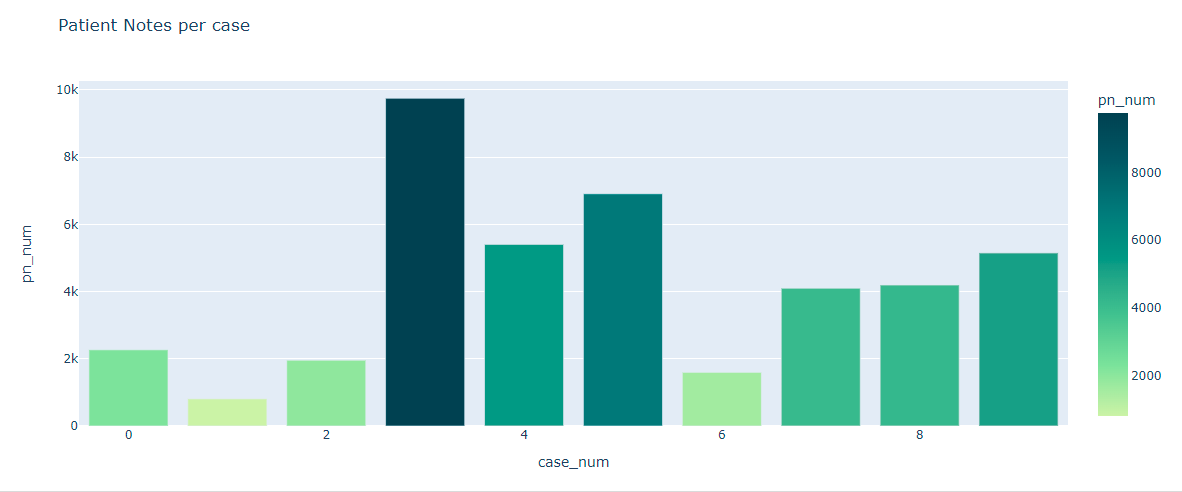 Patient Notes per case
pn_num
10k
8k
6k
4k
2k
0
pn_num
8000
6000
4000
2000
0 2 4 6 8
case_num